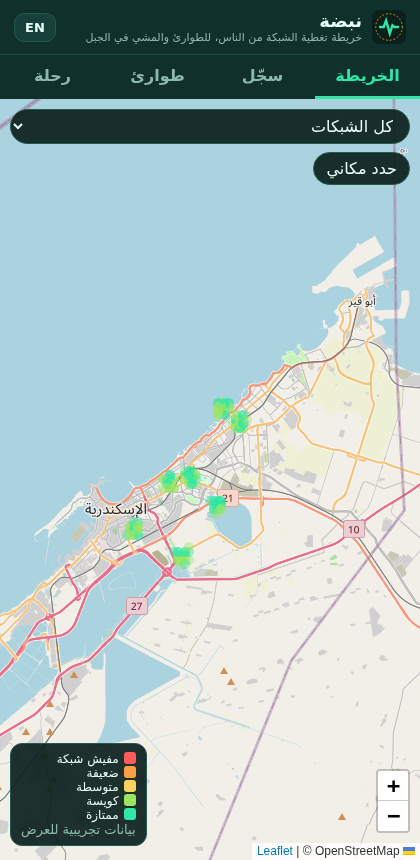 نبضة
خريطة تغطية الشبكة من الناس، للطوارئ والمشي في الجبل
EN
الخريطة
سجّل
طوارئ
رحلة
كل الشبكات
حدد مكاني
أبو قير
الإسكندرية
21
10
27
مفيش شبكة
ضعيفة
متوسطة
كويسة
ممتازة
بيانات تجريبية للعرض
+
−
Leaflet | © OpenStreetMap